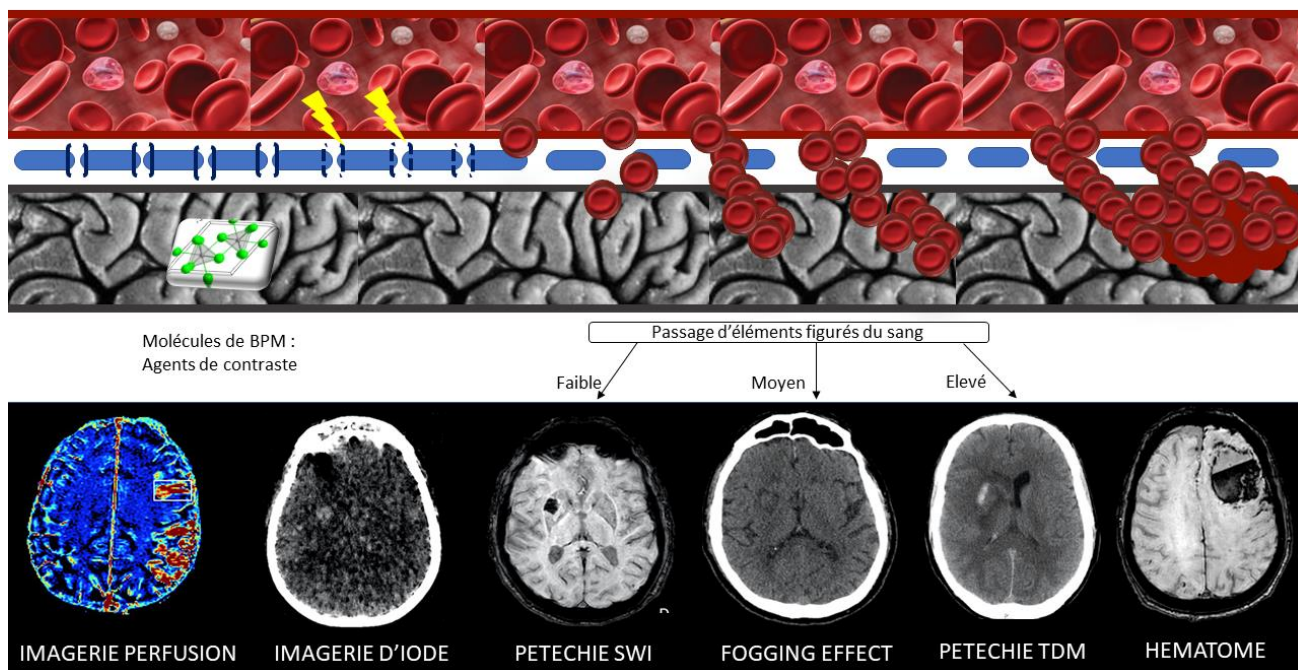 Molécules de BPM :
Agents de contraste
Passage d'éléments figurés du sang
Faible
Moyen
Elevé
IMAGERIE PERFUSION
IMAGERIE D'IODE
PETECHIE SWI
FOGGING EFFECT
PETECHIE TDM
HEMATOME